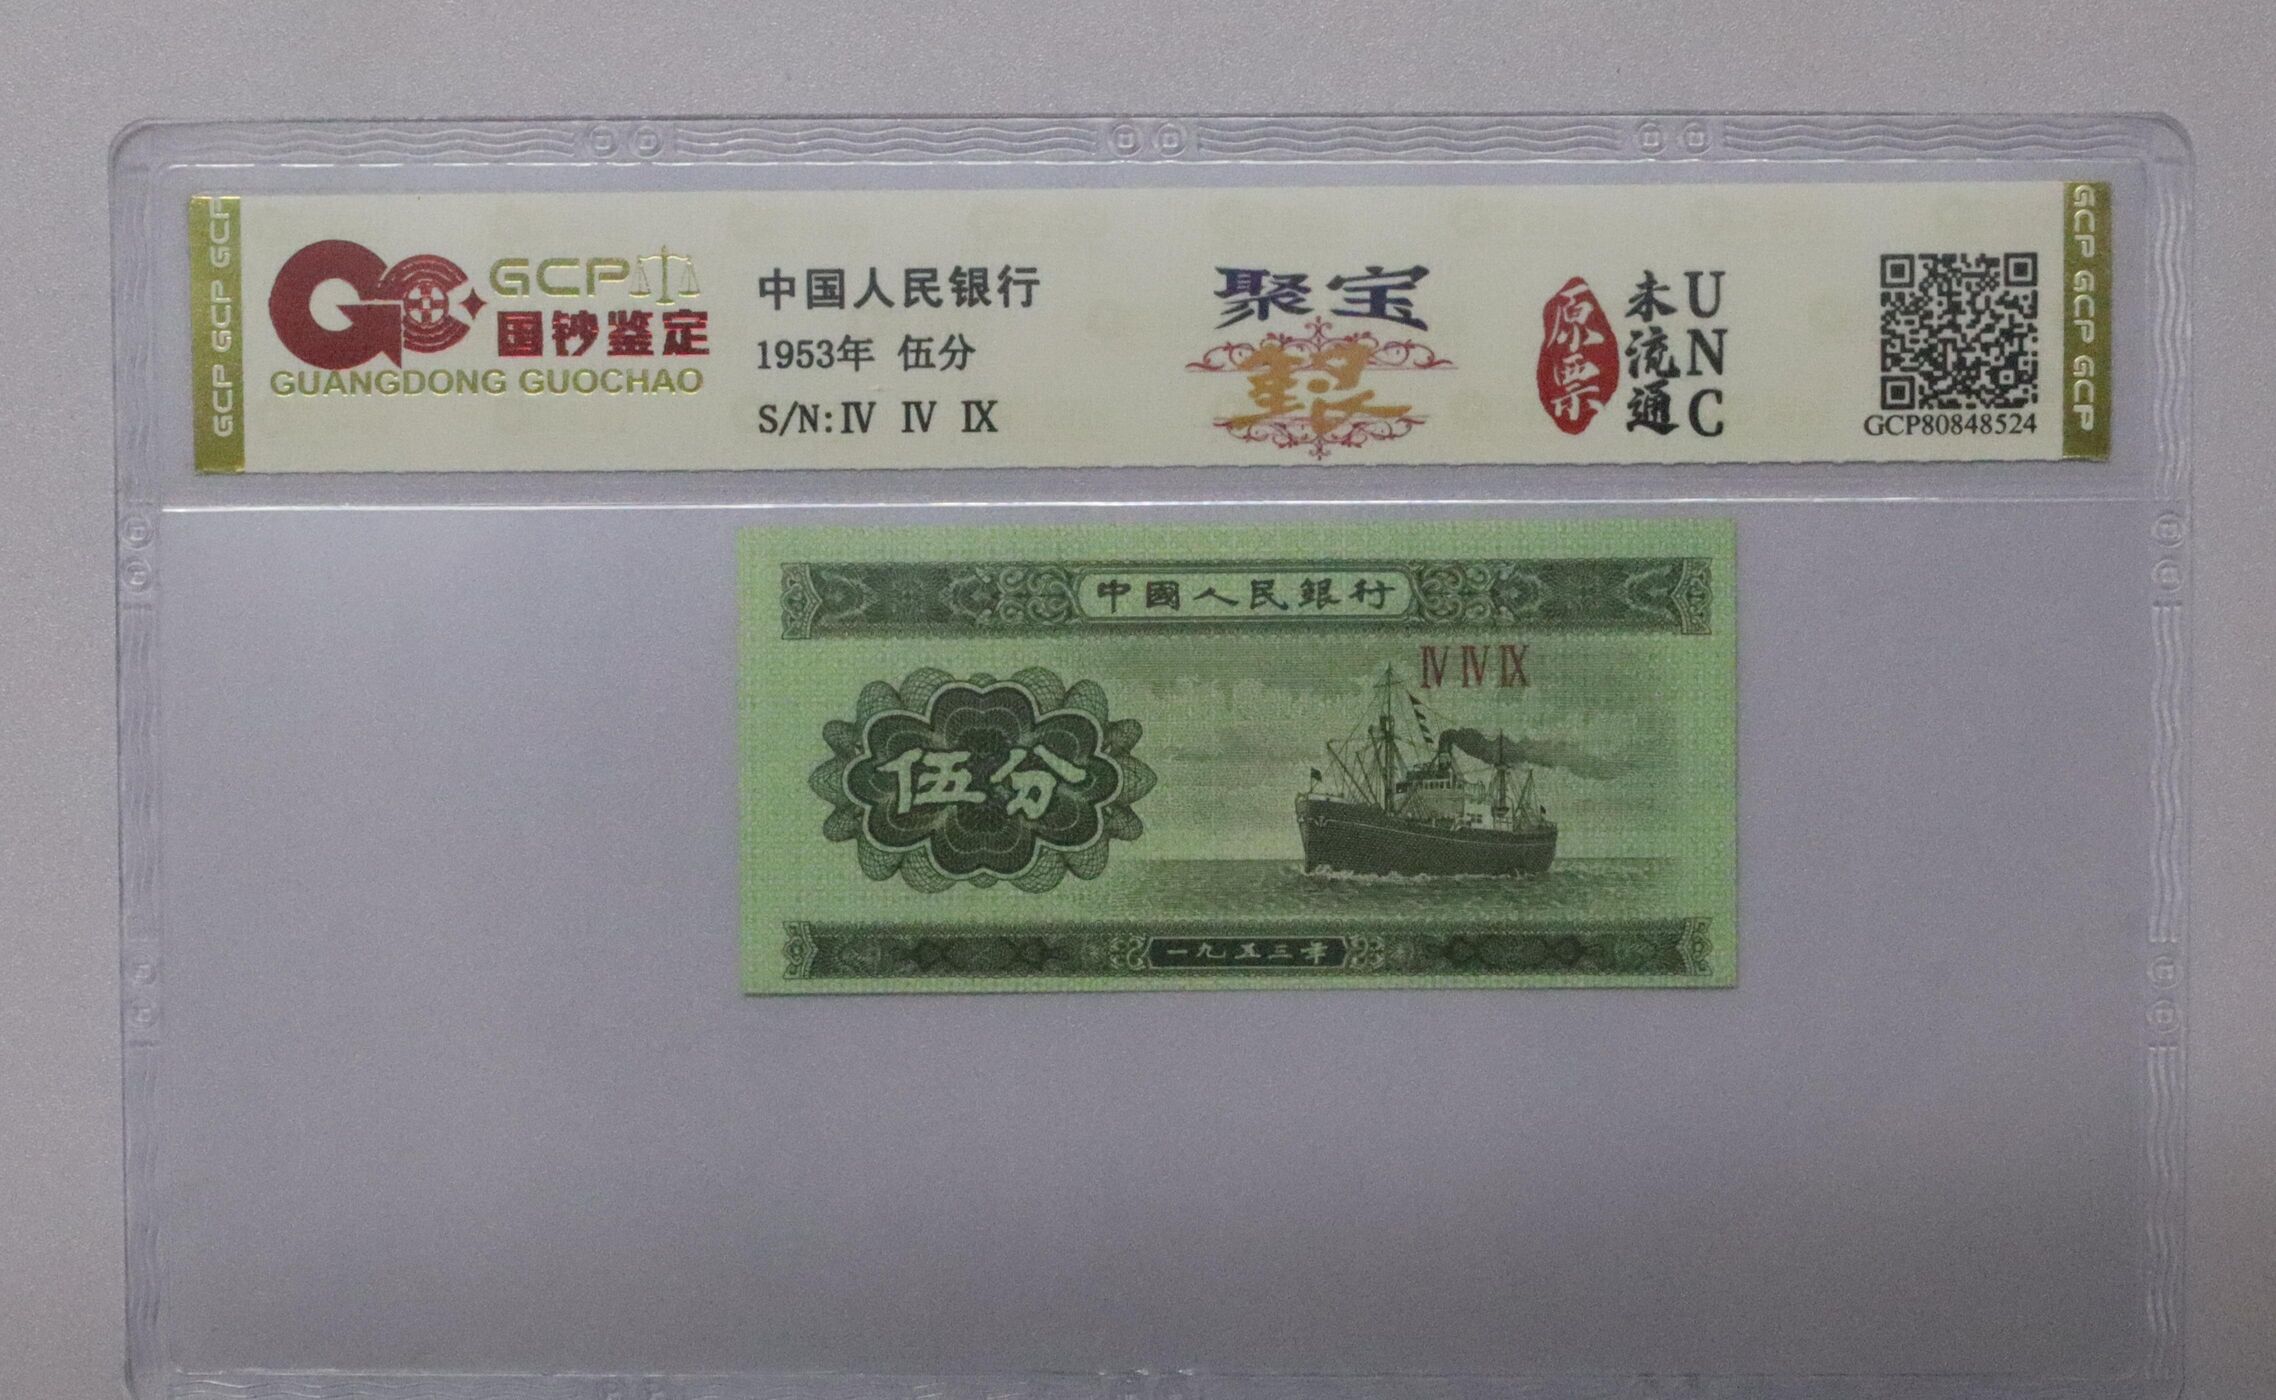 GCP GCP GCP
GCP
国钞鉴定
GUANGDONG GUOCHAO
中国人民银行
1953年 伍分
S/N: IV IV IX
聚宝
原票
未流通
UNC
GCP80848524
GCP GCP GCP
中國人民銀行
IV IV IX
伍分
一九五三年